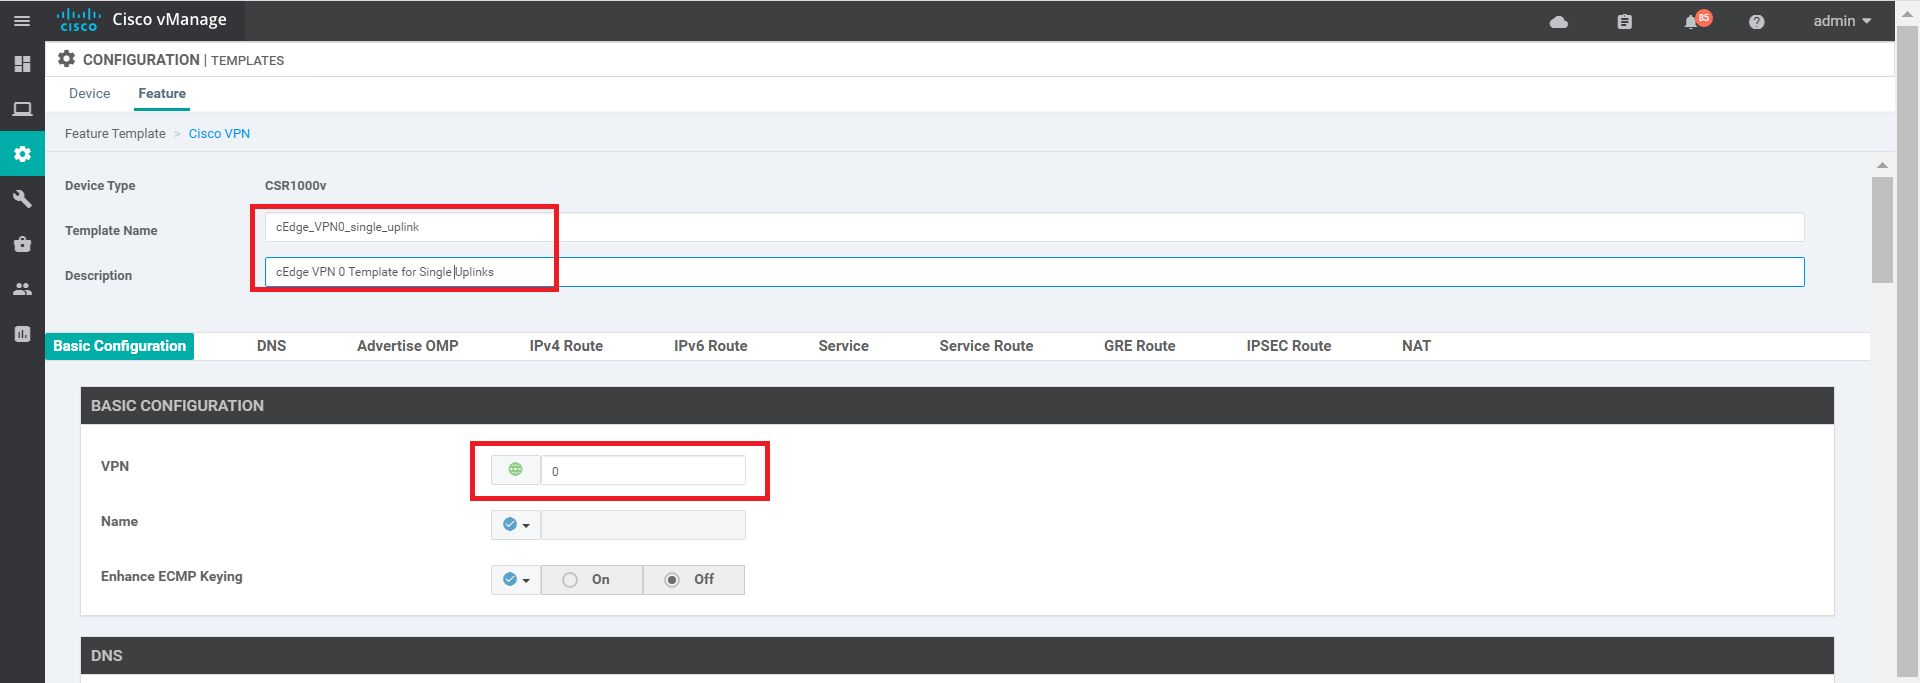 cisco Cisco vManage 85 admin
CONFIGURATION | TEMPLATES
Device Feature
Feature Template > Cisco VPN
Device Type CSR1000v
Template Name cEdge_VPN0_single_uplink
Description cEdge VPN 0 Template for Single Uplinks
Basic Configuration DNS Advertise OMP IPv4 Route IPv6 Route Service Service Route GRE Route IPSEC Route NAT
BASIC CONFIGURATION
VPN 0
Name
Enhance ECMP Keying On Off
DNS